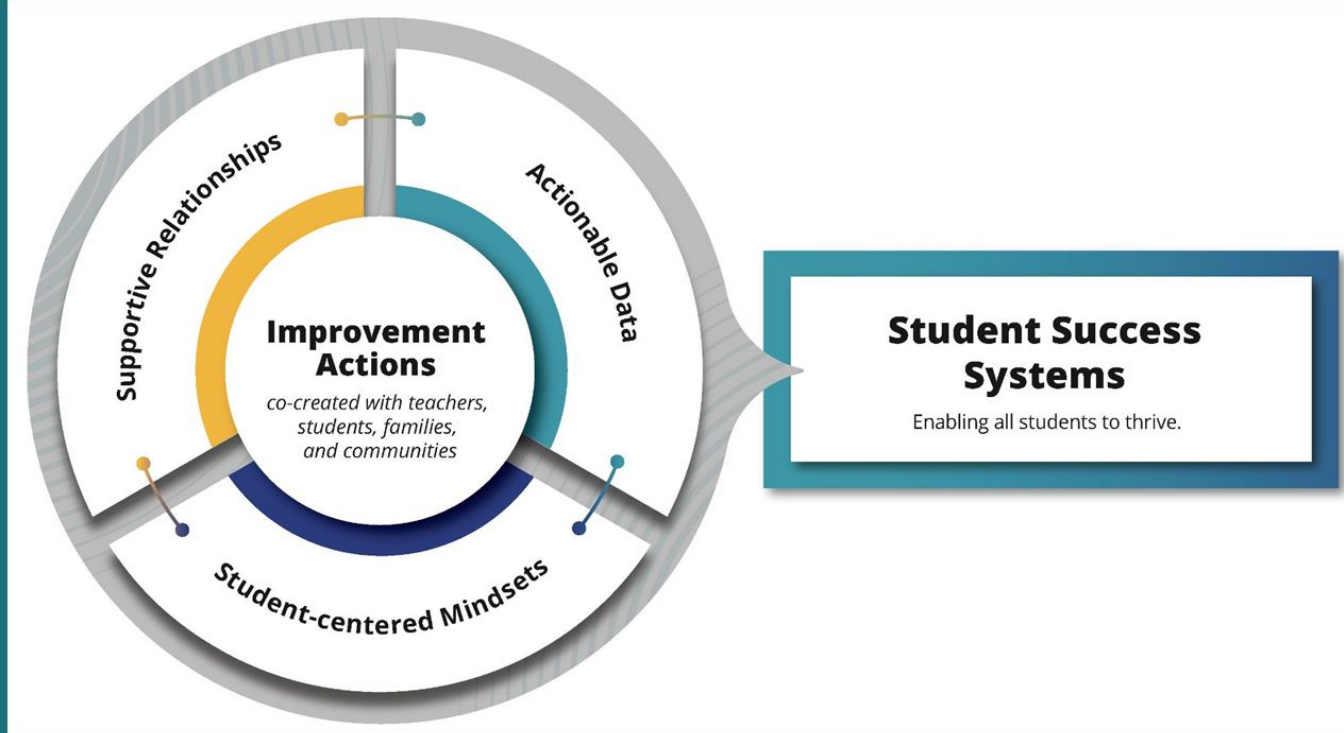 Supportive Relationships
Actionable Data
Improvement
Actions
co-created with teachers,
students, families,
and communities
Student-centered Mindsets
Student Success
Systems
Enabling all students to thrive.